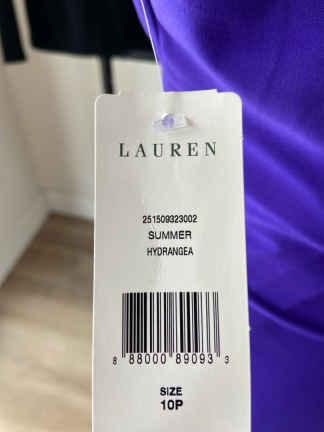 LAUREN
251509323002
SUMMER
HYDRANGEA
8 88000 89093 3
SIZE
10P